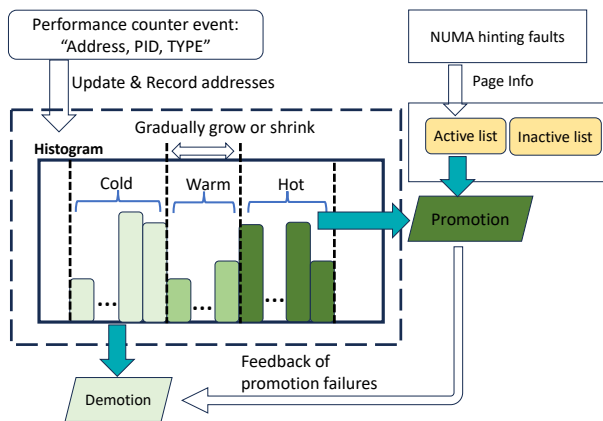 Performance counter event:
“Address, PID, TYPE”
NUMA hinting faults
Update & Record addresses
Page Info
Gradually grow or shrink
Histogram
Active list
Inactive list
Cold
Warm
Hot
Promotion
...
...
...
Feedback of
promotion failures
Demotion